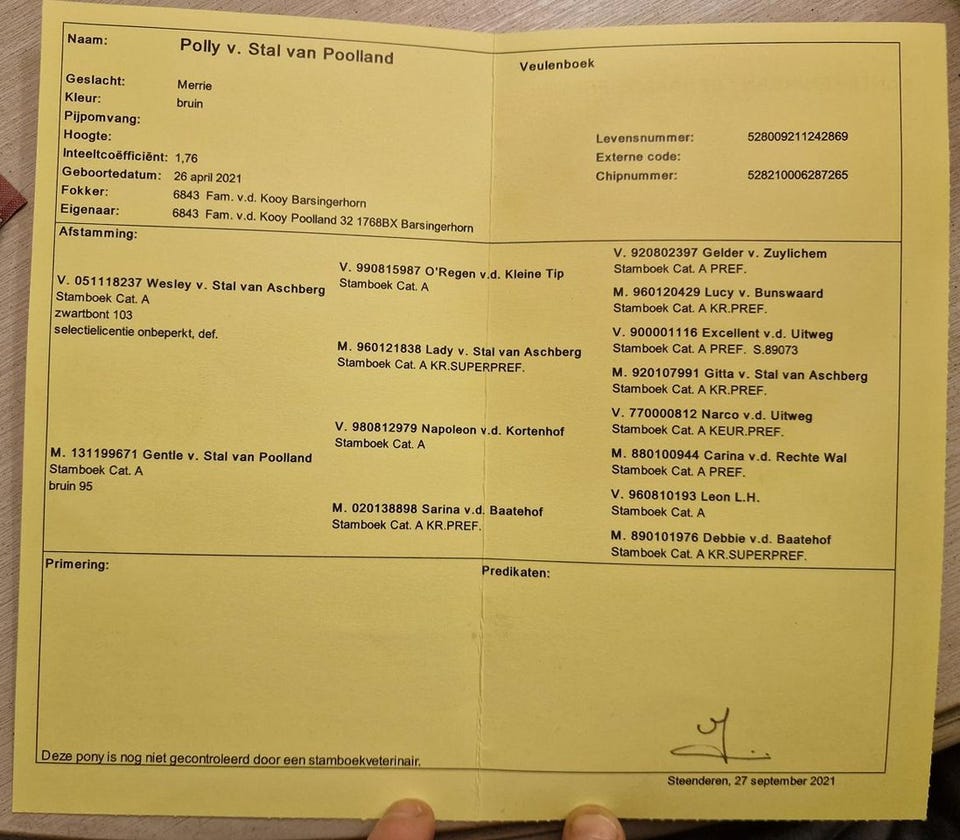 Naam: Polly v. Stal van Poolland
Geslacht: Merrie
Kleur: bruin
Pijpomvang:
Hoogte:
Inteeltcoëfficiënt: 1,76
Geboortedatum: 26 april 2021
Fokker: 6843 Fam. v.d. Kooy Barsingerhorn
Eigenaar: 6843 Fam. v.d. Kooy Poolland 32 1768BX Barsingerhorn
Veulenboek
Levensnummer: 528009211242869
Externe code:
Chipnummer: 528210006287265
Afstamming:
V. 051118237 Wesley v. Stal van Aschberg
Stamboek Cat. A
zwartbont 103
selectielicentie onbeperkt, def.
M. 131199671 Gentle v. Stal van Poolland
Stamboek Cat. A
bruin 95
V. 990815987 O'Regen v.d. Kleine Tip
Stamboek Cat. A
M. 960121838 Lady v. Stal van Aschberg
Stamboek Cat. A KR.SUPERPREF.
V. 980812979 Napoleon v.d. Kortenhof
Stamboek Cat. A
M. 020138898 Sarina v.d. Baatehof
Stamboek Cat. A KR.PREF.
V. 920802397 Gelder v. Zuylichem
Stamboek Cat. A PREF.
M. 960120429 Lucy v. Bunswaard
Stamboek Cat. A KR.PREF.
V. 900001116 Excellent v.d. Uitweg
Stamboek Cat. A PREF. S.89073
M. 920107991 Gitta v. Stal van Aschberg
Stamboek Cat. A KR.PREF.
V. 770000812 Narco v.d. Uitweg
Stamboek Cat. A KEUR.PREF.
M. 880100944 Carina v.d. Rechte Wal
Stamboek Cat. A PREF.
V. 960810193 Leon L.H.
Stamboek Cat. A
M. 890101976 Debbie v.d. Baatehof
Stamboek Cat. A KR.SUPERPREF.
Primering:
Predikaten:
Deze pony is nog niet gecontroleerd door een stamboekveterinair.
Steenderen, 27 september 2021